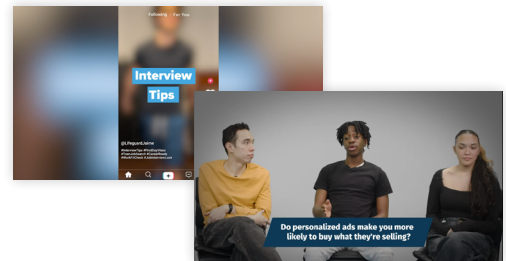 Following For You
Interview
Tips
@LifeguardJaime
Do personalized ads make you more
likely to buy what they're selling?